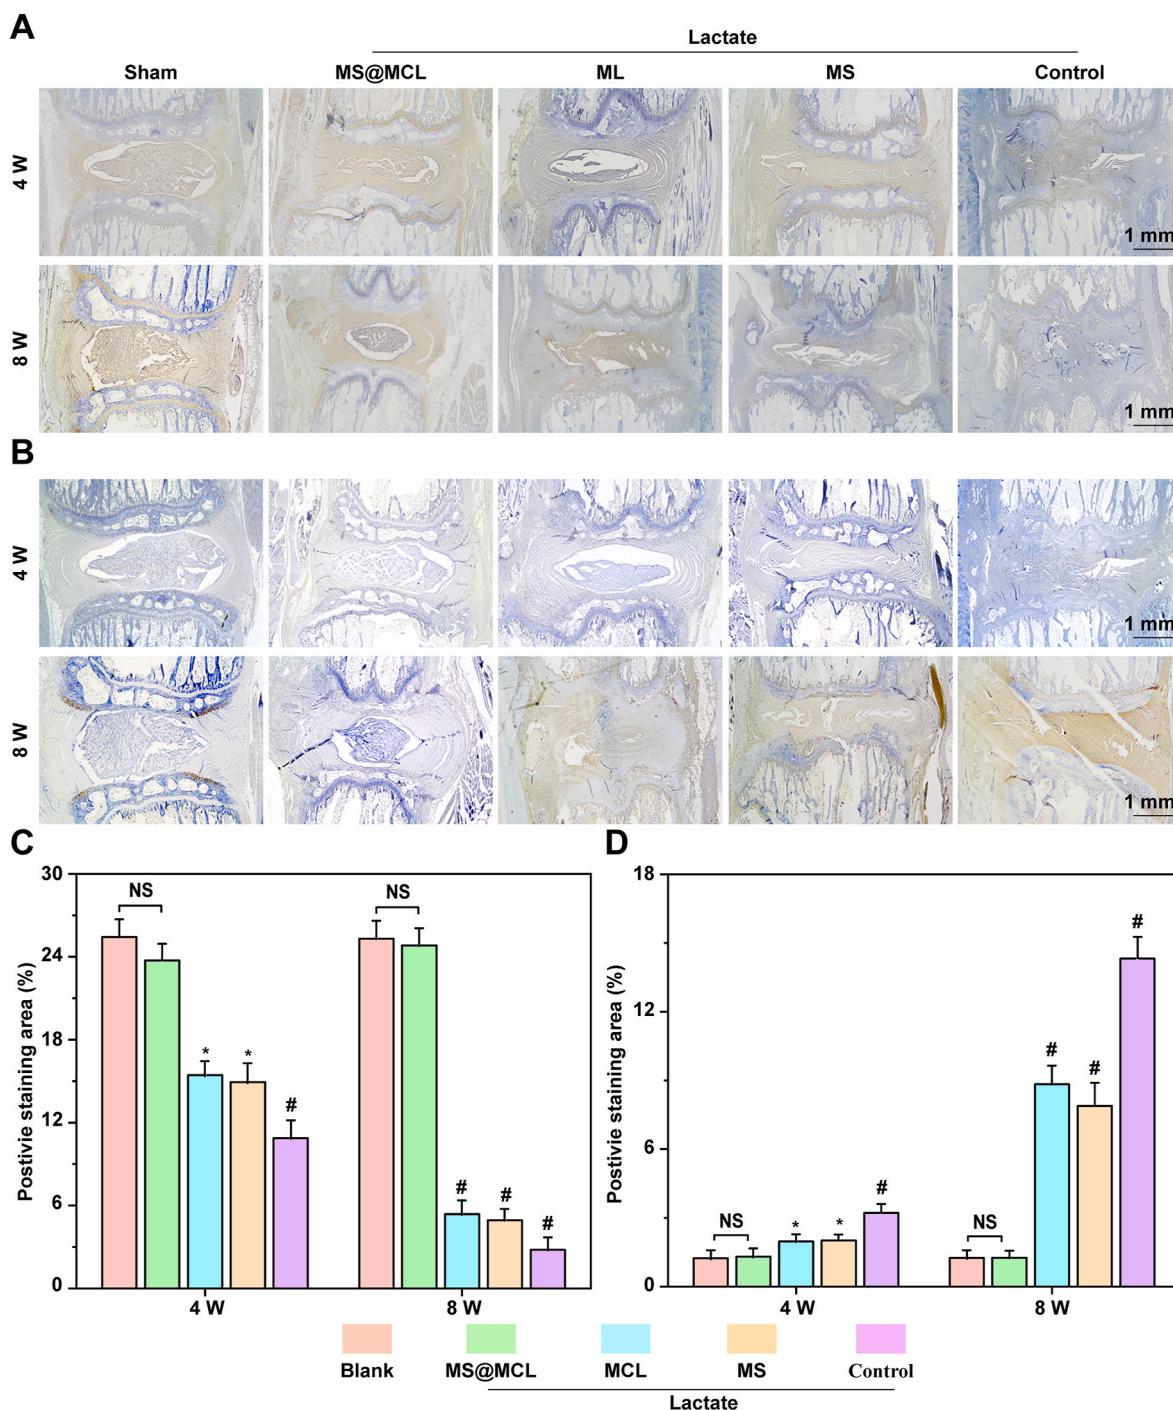 A
Lactate
Sham MS@MCL ML MS Control
4 W
1 mm
8 W
1 mm
B
4 W
1 mm
8 W
1 mm
C
D
Postivie staining area (%)
30
24
18
12
6
0
NS
*
*
#
NS
#
#
#
4 W 8 W
Postivie staining area (%)
18
12
6
0
NS
*
*
#
NS
#
#
#
4 W 8 W
Blank MS@MCL MCL MS Control
Lactate